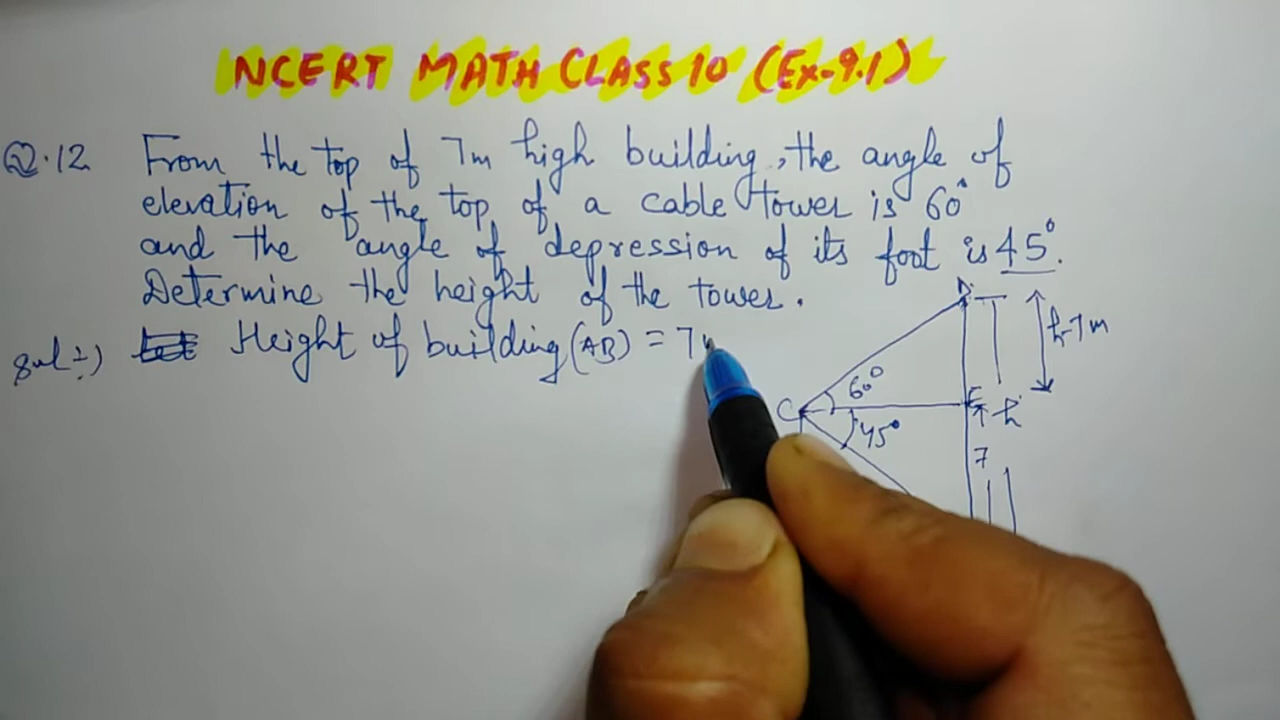 NCERT MATH CLASS 10 (Ex-9.1)
Q.12 From the top of 7m high building, the angle of
elevation of the top of a cable tower is 60°
and the angle of depression of its foot is 45°.
Determine the height of the tower.
Height of building (AB) = 7
h-7m
60°
C
h
45°
7